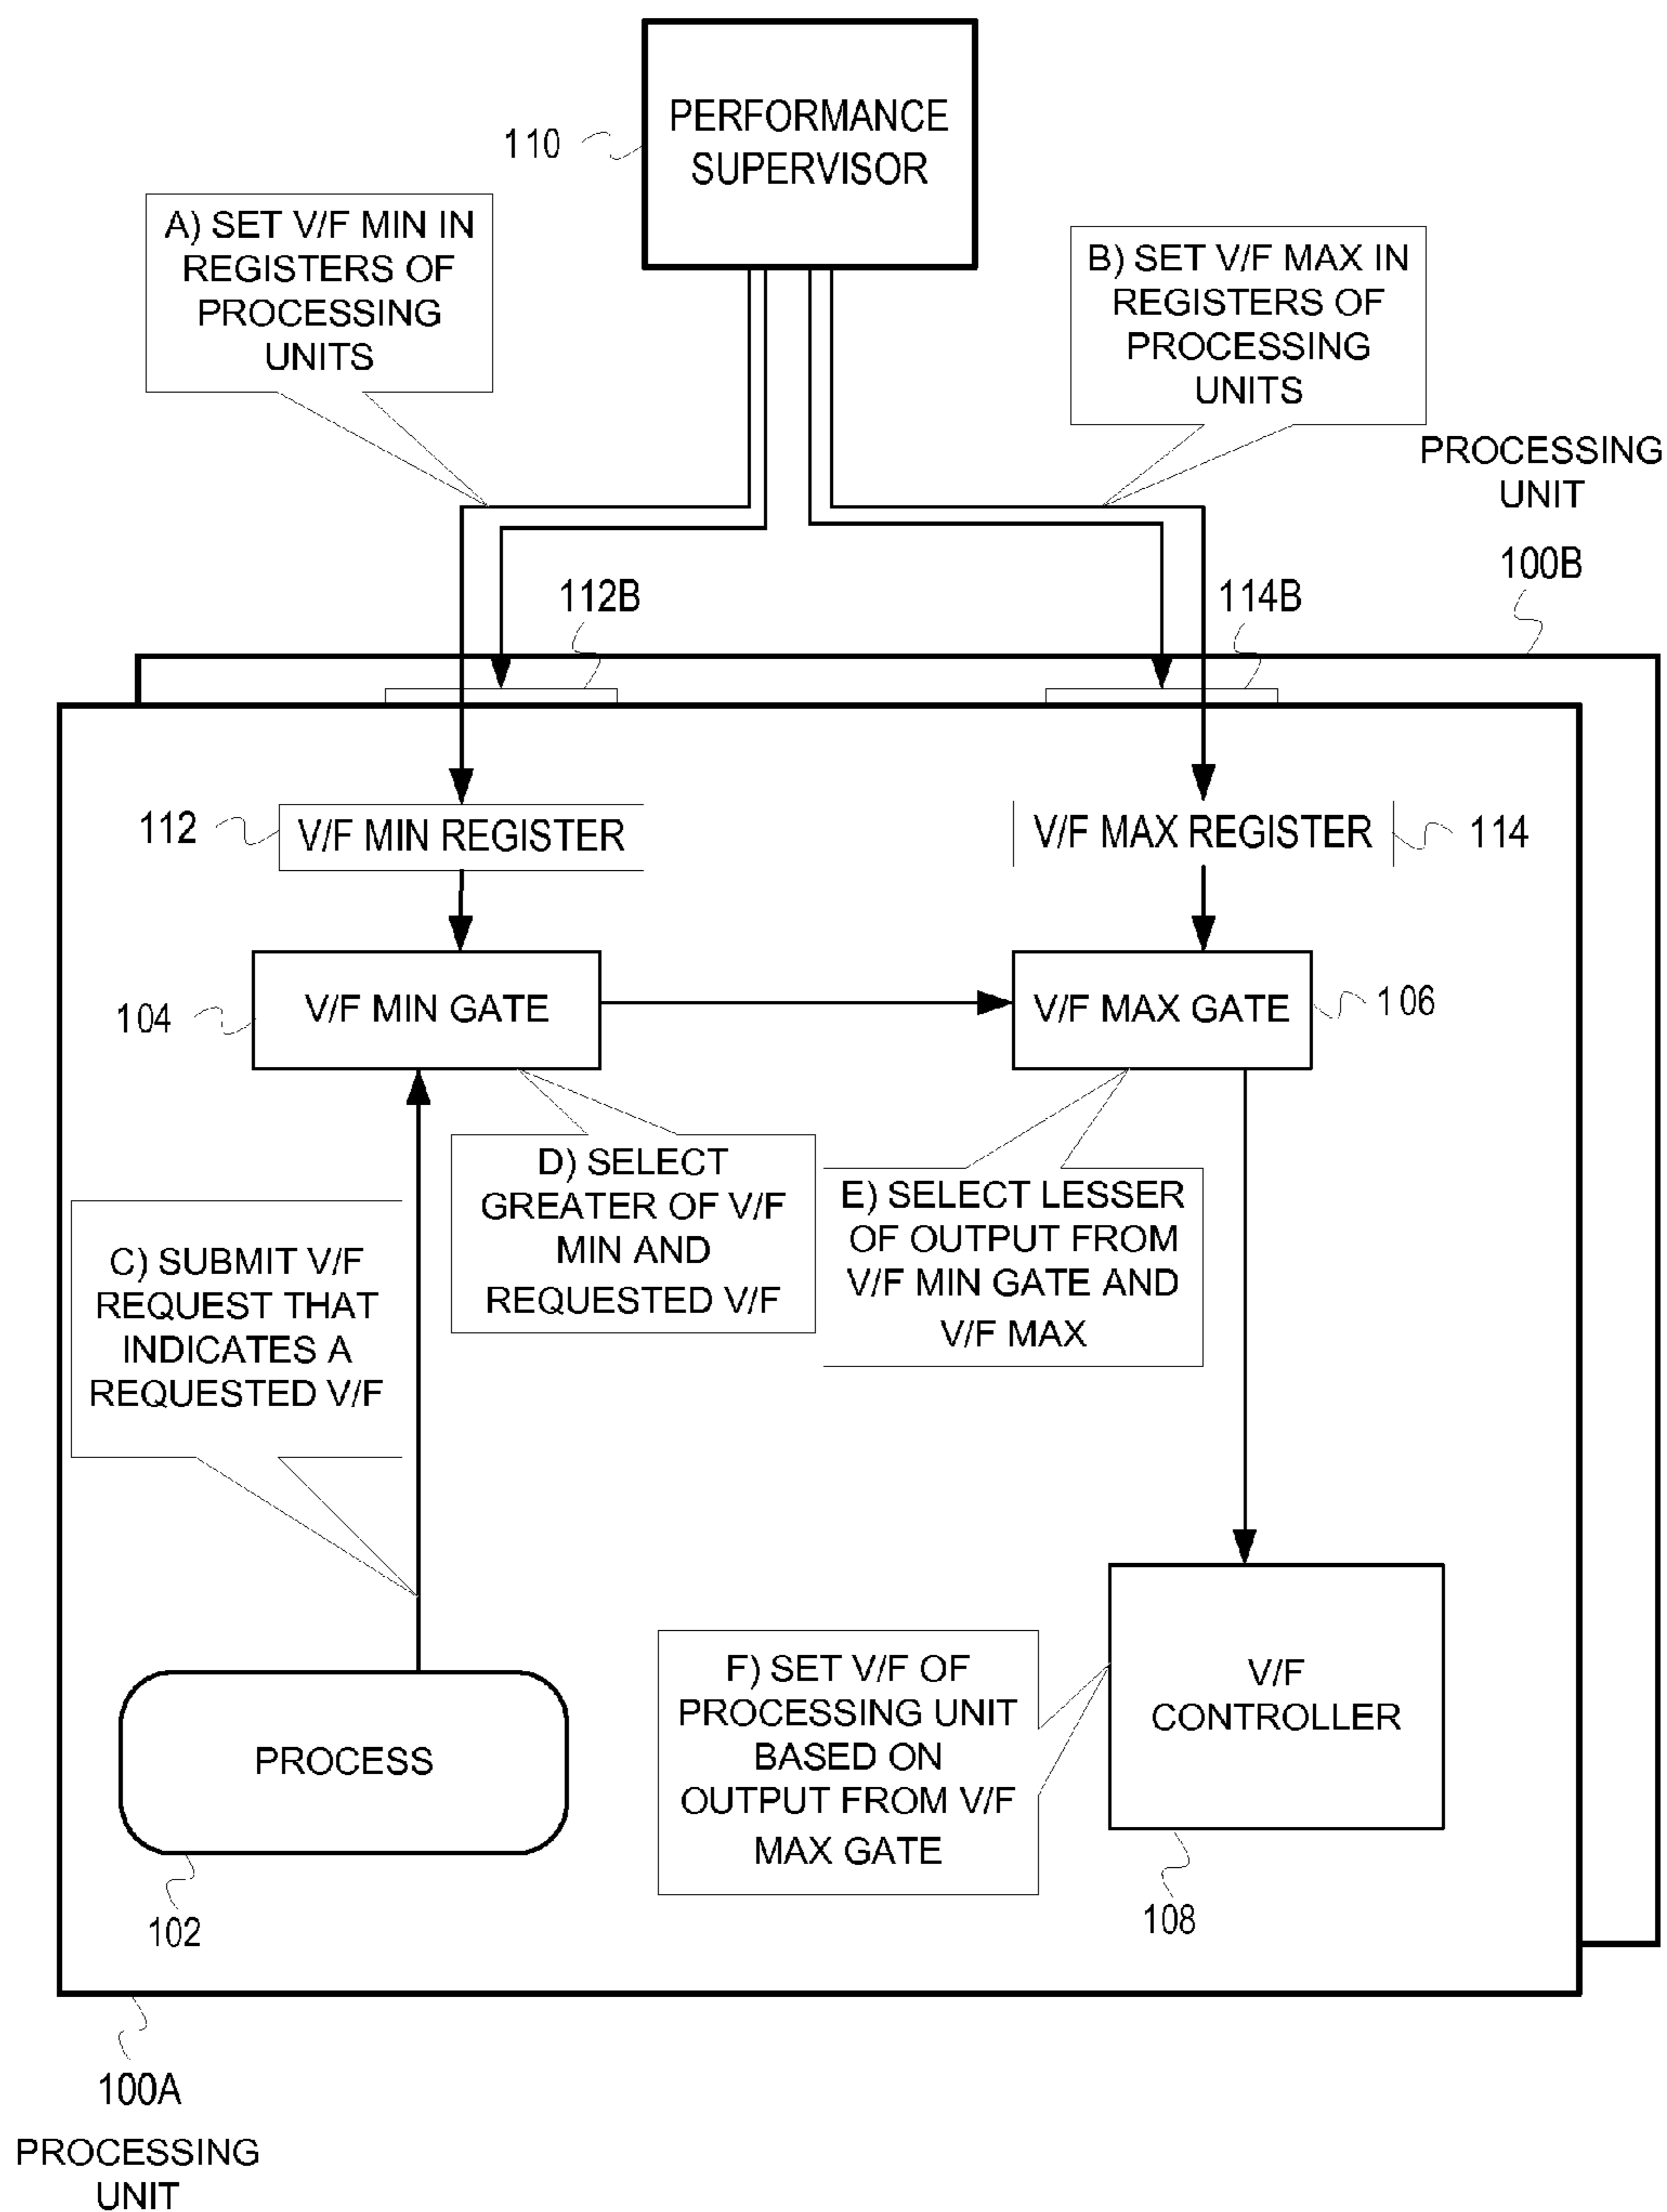 PERFORMANCE
SUPERVISOR
110
A) SET V/F MIN IN
REGISTERS OF
PROCESSING
UNITS
B) SET V/F MAX IN
REGISTERS OF
PROCESSING
UNITS
PROCESSING
UNIT
100B
112B
114B
112
V/F MIN REGISTER
V/F MAX REGISTER
114
104
V/F MIN GATE
V/F MAX GATE
106
D) SELECT
GREATER OF V/F
MIN AND
REQUESTED V/F
E) SELECT LESSER
OF OUTPUT FROM
V/F MIN GATE AND
V/F MAX
C) SUBMIT V/F
REQUEST THAT
INDICATES A
REQUESTED V/F
PROCESS
102
F) SET V/F OF
PROCESSING UNIT
BASED ON
OUTPUT FROM V/F
MAX GATE
V/F
CONTROLLER
108
100A
PROCESSING
UNIT